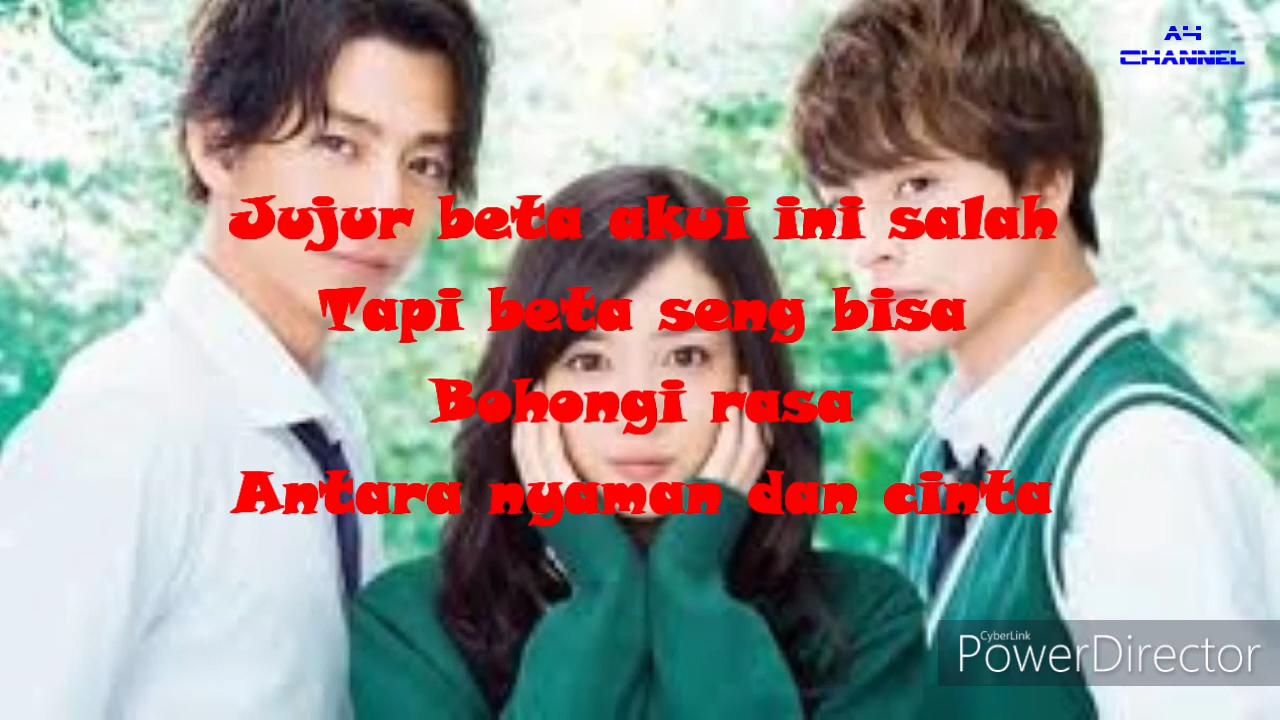 A4
CHANNEL
Jujur beta akui ini salah
Tapi beta seng bisa
Bohongi rasa
Antara nyaman dan cinta
CyberLink
PowerDirector